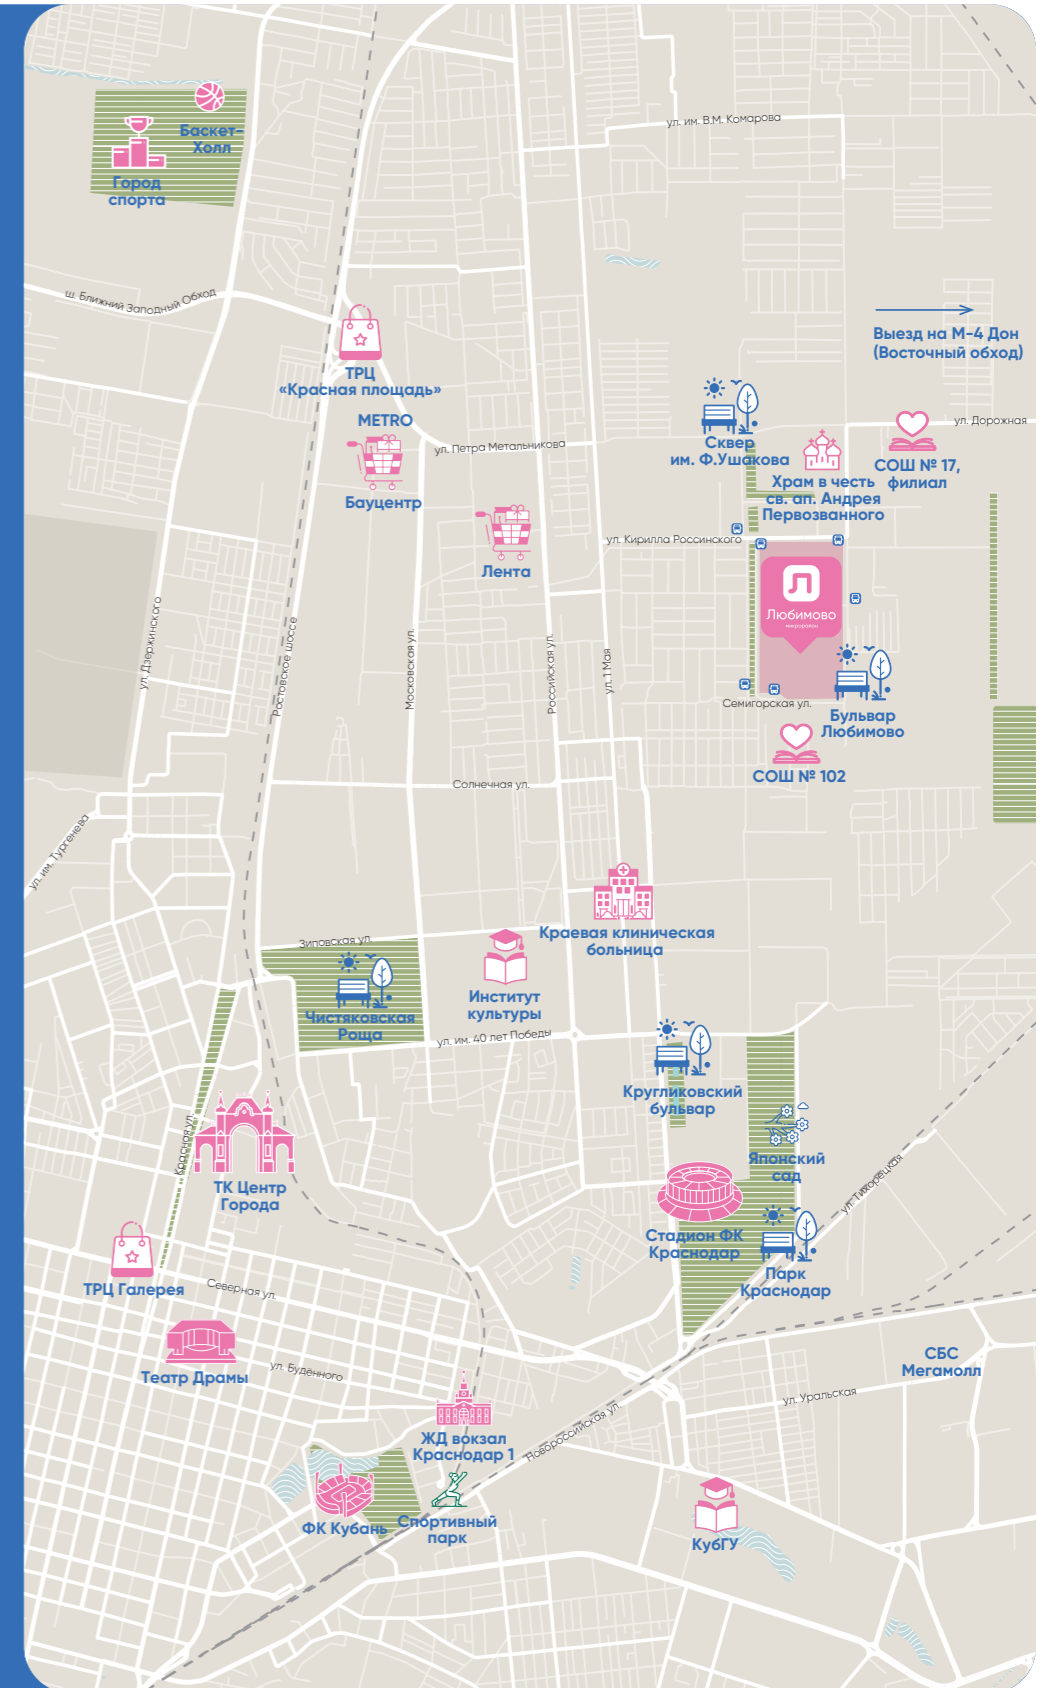 ул. им. В.М. Комарова
Баскет-
Холл
Город
спорта
ш. Ближний Западный Обход
Выезд на М-4 Дон
(Восточный обход)
ТРЦ
«Красная площадь»
METRO
Бауцентр
ул. Петра Метальникова
Лента
Сквер
им. Ф.Ушакова
ул. Дорожная
СОШ № 17,
филиал
Храм в честь
св. ап. Андрея
Первозванного
ул. Кирилла Россинского
Л
Любимово
микрорайон
ул. Дзержинского
Ростовское шоссе
Московская ул.
Российская ул.
ул. 1 Мая
Семигорская ул.
Бульвар
Любимово
СОШ № 102
Солнечная ул.
ул. им. Тургенева
Краевая клиническая
больница
Зиповская ул.
Чистяковская
Роща
Институт
культуры
ул. им. 40 лет Победы
Кругликовский
бульвар
Японский
сад
Красная ул.
ТК Центр
Города
ул. Тихорецкая
Стадион ФК
Краснодар
Парк
Краснодар
ТРЦ Галерея
Северная ул.
Театр Драмы
ул. Будённого
СБС
Мегамолл
ул. Уральская
ЖД вокзал
Краснодар 1
Новороссийская ул.
ФК Кубань
Спортивный
парк
КубГУ